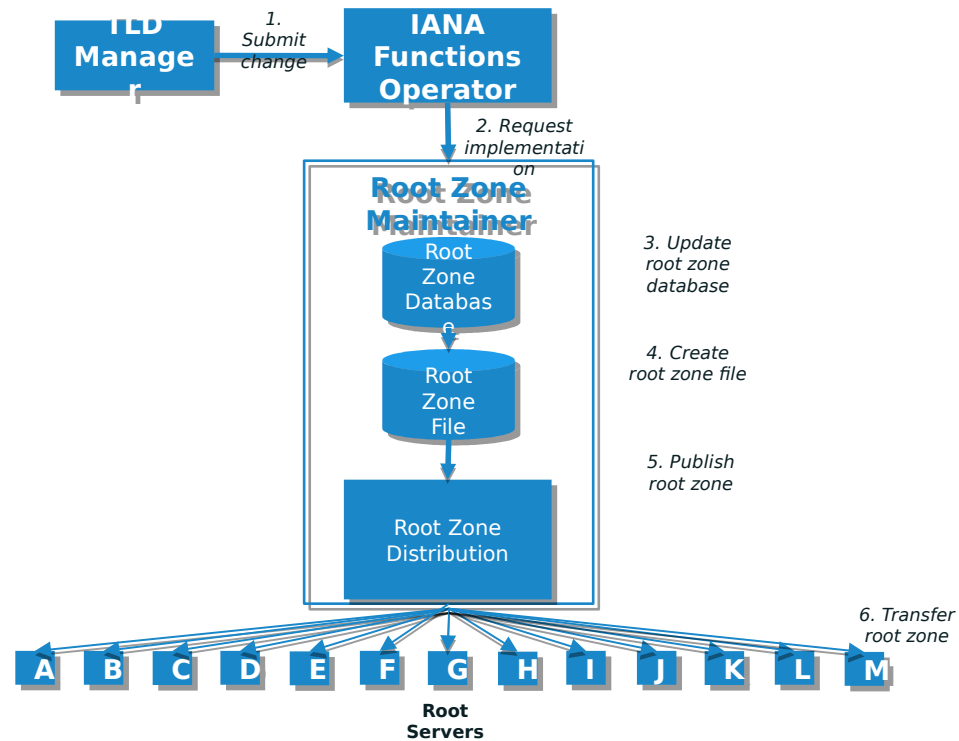 TLD
Manage
r
1.
Submit
change
IANA
Functions
Operator
2. Request
implementati
on
Root Zone
Maintainer
Root
Zone
Databas
e
3. Update
root zone
database
Root
Zone
File
4. Create
root zone file
5. Publish
root zone
Root Zone
Distribution
6. Transfer
root zone
A B C D E F G H I J K L M
Root
Servers